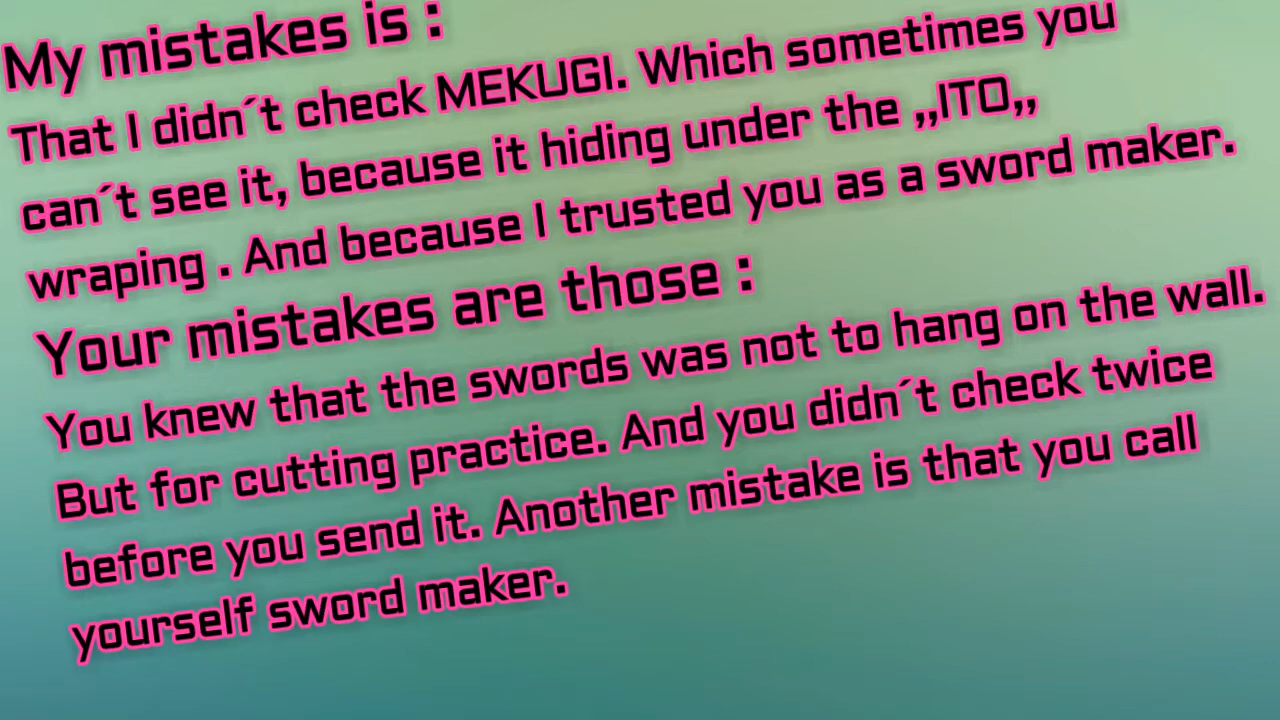 My mistakes is :
That I didn´t check MEKUGI. Which sometimes you
can´t see it, because it hiding under the ,,ITO,,
wraping . And because I trusted you as a sword maker.
Your mistakes are those :
You knew that the swords was not to hang on the wall.
But for cutting practice. And you didn´t check twice
before you send it. Another mistake is that you call
yourself sword maker.